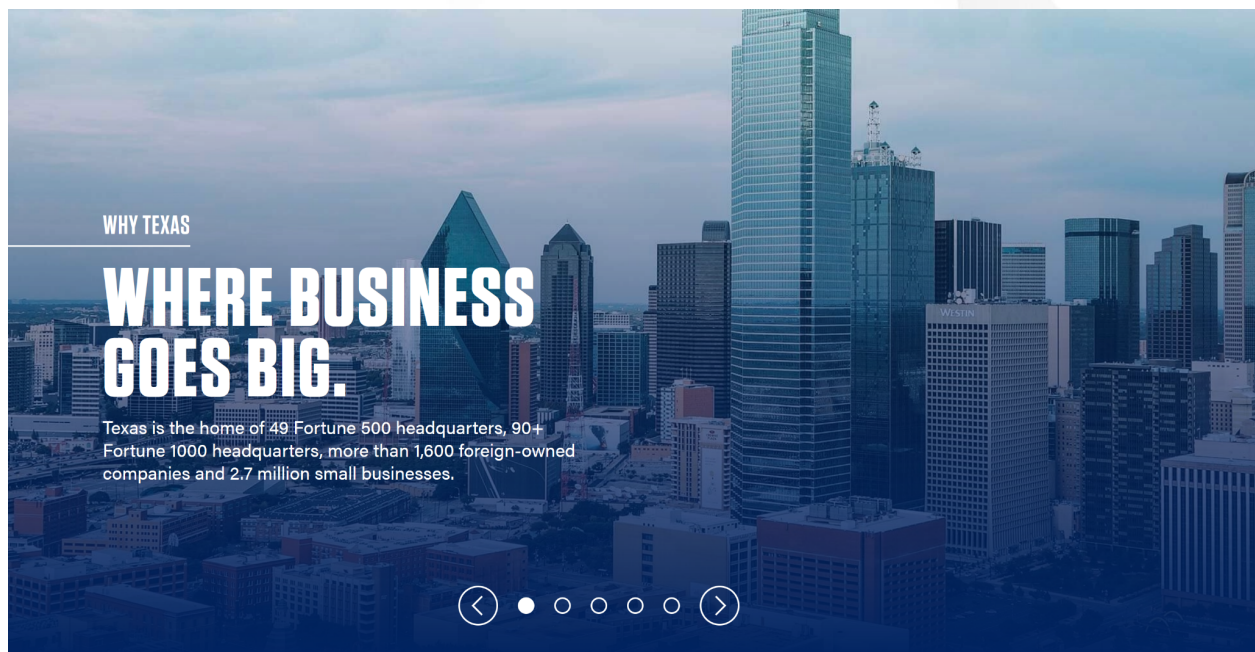 WHY TEXAS
WHERE BUSINESS
GOES BIG.
Texas is the home of 49 Fortune 500 headquarters, 90+
Fortune 1000 headquarters, more than 1,600 foreign-owned
companies and 2.7 million small businesses.
WESTIN